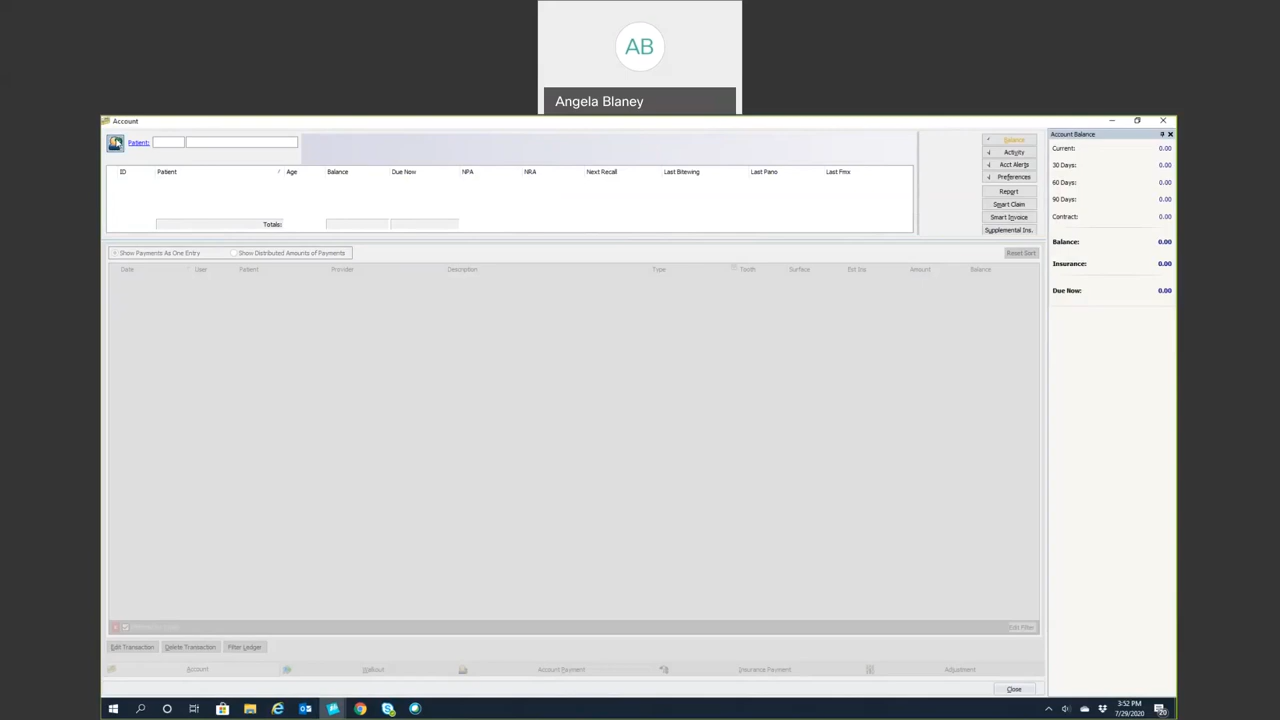 AB
Angela Blaney
Account
Patient:
ID Patient Age Balance Due Now NPA NRA Next Recall Last Bitewing Last Pano Last Fmx
Totals:
Balance
Activity
Acct Alerts
Preferences
Report
Smart Claim
Smart Invoice
Supplemental Ins.
Account Balance
Current: 0.00
30 Days: 0.00
60 Days: 0.00
90 Days: 0.00
Contract: 0.00
Balance: 0.00
Insurance: 0.00
Due Now: 0.00
Show Payments As One Entry Show Distributed Amounts of Payments Reset Sort
Date User Patient Provider Description Type Tooth Surface Est Ins Amount Balance
Edit Filter
Edit Transaction Delete Transaction Filter Ledger
Account Walkout Account Payment Insurance Payment Adjustment
Close
3:52 PM
7/29/2020
20